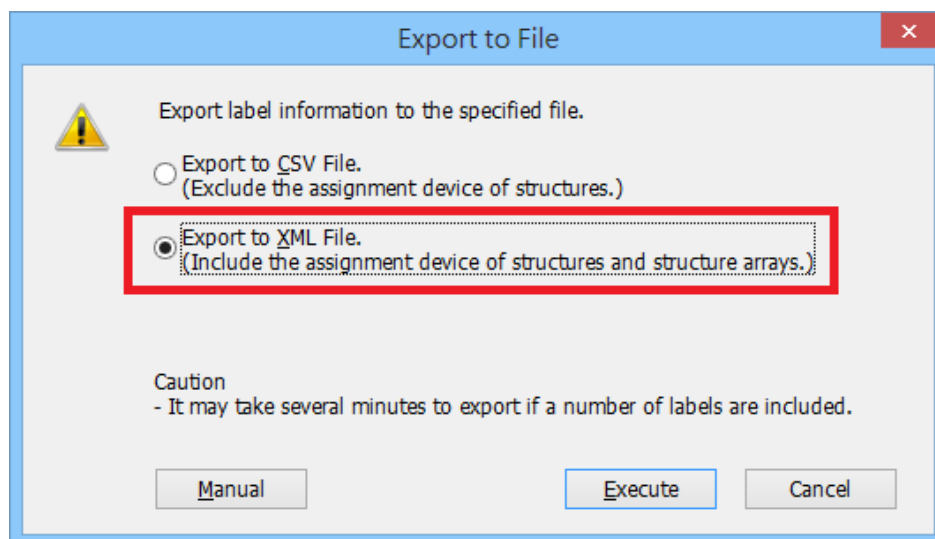 Export to File
Export label information to the specified file.
Export to CSV File.
(Exclude the assignment device of structures.)
Export to XML File.
(Include the assignment device of structures and structure arrays.)
Caution
- It may take several minutes to export if a number of labels are included.
Manual
Execute
Cancel